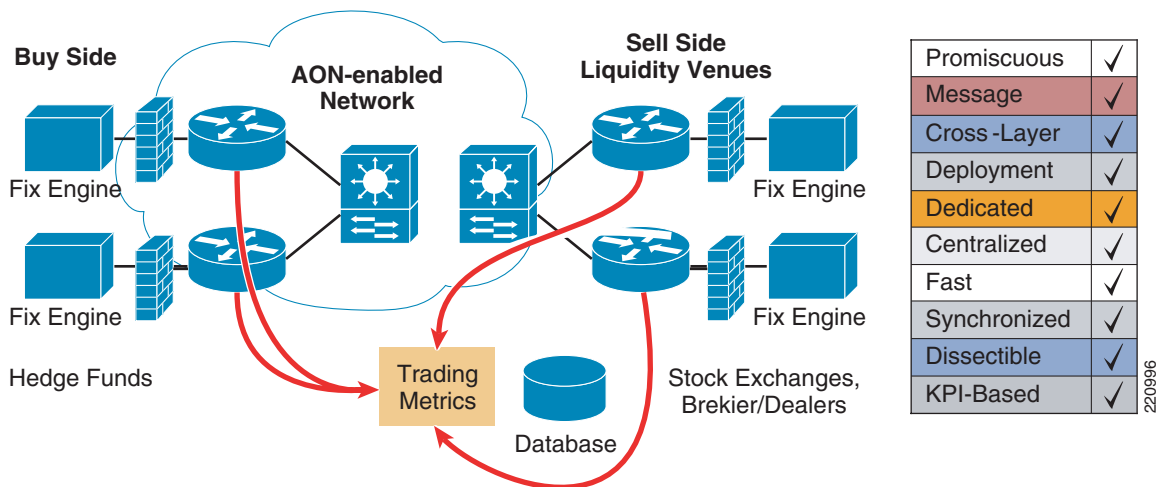 Buy Side
AON-enabled
Network
Sell Side
Liquidity Venues
Fix Engine
Fix Engine
Fix Engine
Fix Engine
Hedge Funds
Trading
Metrics
Database
Stock Exchanges,
Brekier/Dealers
Promiscuous ✓
Message ✓
Cross-Layer ✓
Deployment ✓
Dedicated ✓
Centralized ✓
Fast ✓
Synchronized ✓
Dissectible ✓
KPI-Based ✓
220996